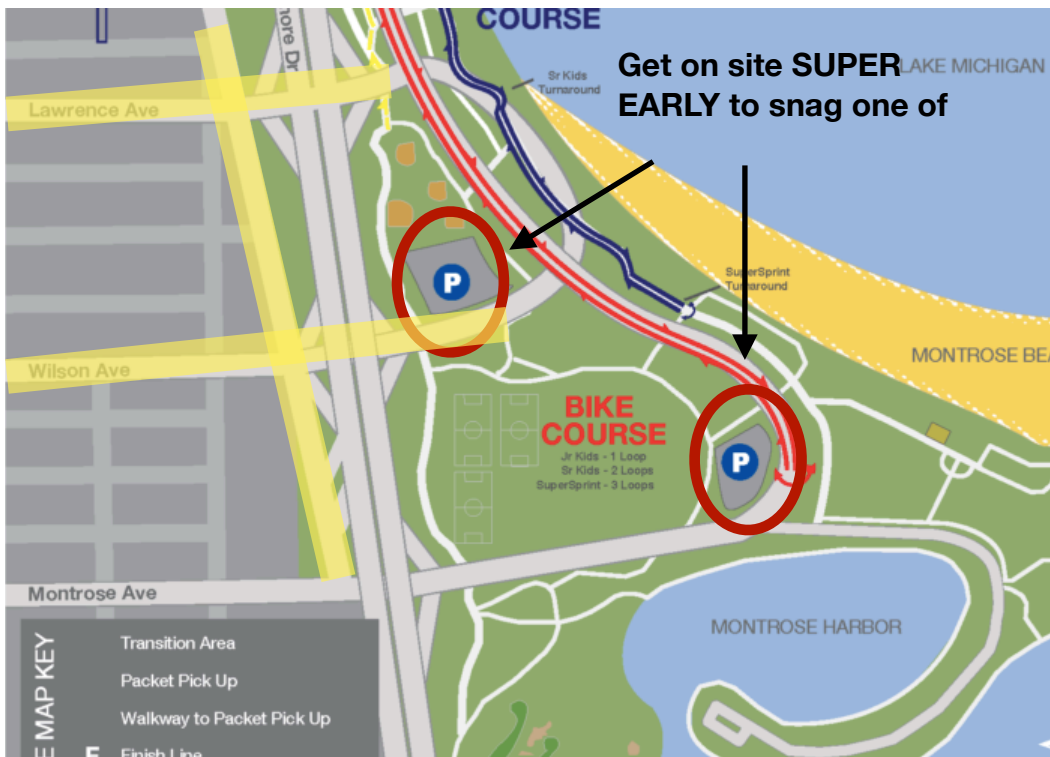 COURSE
Get on site SUPER
EARLY to snag one of
LAKE MICHIGAN
Sr Kids
Turnaround
hore Dr
Lawrence Ave
P
SuperSprint
Turnaround
MONTROSE BEA
Wilson Ave
BIKE
COURSE
Jr Kids - 1 Loop
Sr Kids - 2 Loops
SuperSprint - 3 Loops
P
Montrose Ave
MONTROSE HARBOR
E MAP KEY
Transition Area
Packet Pick Up
Walkway to Packet Pick Up
F Finish Line